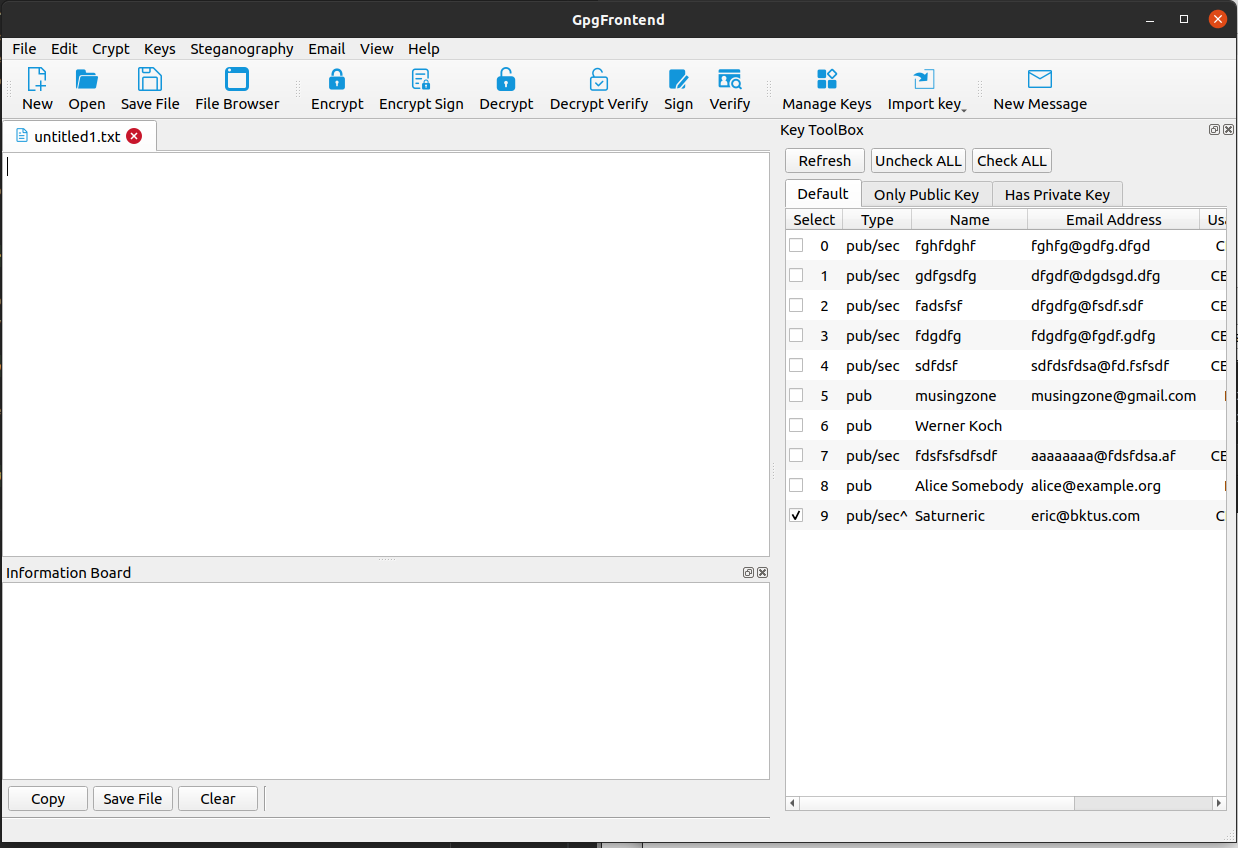 GpgFrontend
File Edit Crypt Keys Steganography Email View Help
New Open Save File File Browser Encrypt Encrypt Sign Decrypt Decrypt Verify Sign Verify Manage Keys Import key New Message
untitled1.txt
Key ToolBox
Refresh Uncheck ALL Check ALL
Default Only Public Key Has Private Key
Select Type Name Email Address
0 pub/sec fghfdghf fghfg@gdfg.dfgd C
1 pub/sec gdfgsdfg dfgdf@dgdsgd.dfg
2 pub/sec fadsfsf dfgdfg@fsdf.sdf
3 pub/sec fdgdfg fdgdfg@fgdf.gdfg
4 pub/sec sdfdsf sdfdsfdsa@fd.fsfsdf
5 pub musingzone musingzone@gmail.com
6 pub Werner Koch
7 pub/sec fdsfsfsdfsdf aaaaaaaa@fdsfdsa.af
8 pub Alice Somebody alice@example.org
9 pub/sec^ Saturneric eric@bktus.com C
Information Board
Copy Save File Clear